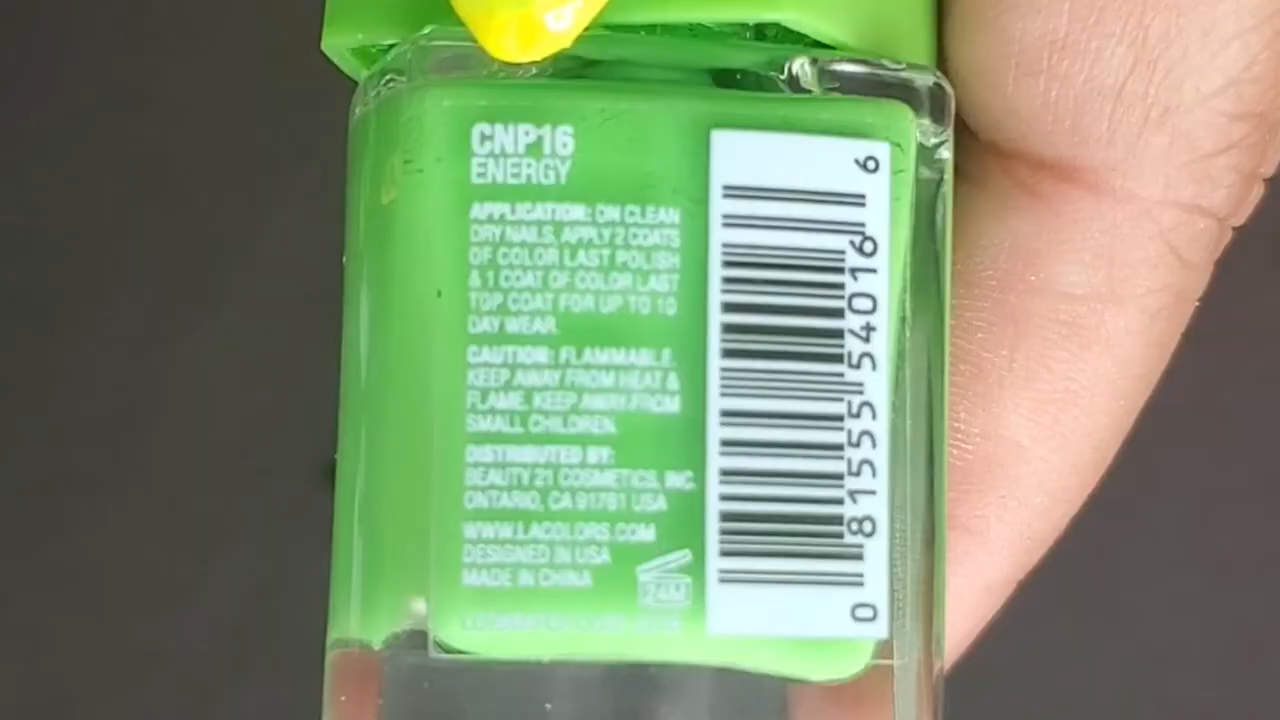 CNP16
ENERGY
APPLICATION: ON CLEAN
DRY NAILS, APPLY 2 COATS
OF COLOR LAST POLISH
& 1 COAT OF COLOR LAST
TOP COAT FOR UP TO 10
DAY WEAR.
CAUTION: FLAMMABLE.
KEEP AWAY FROM HEAT &
FLAME. KEEP AWAY FROM
SMALL CHILDREN.
DISTRIBUTED BY:
BEAUTY 21 COSMETICS, INC.
ONTARIO, CA 91761 USA
WWW.LACOLORS.COM
DESIGNED IN USA
MADE IN CHINA
24M
0 81555 54016 6